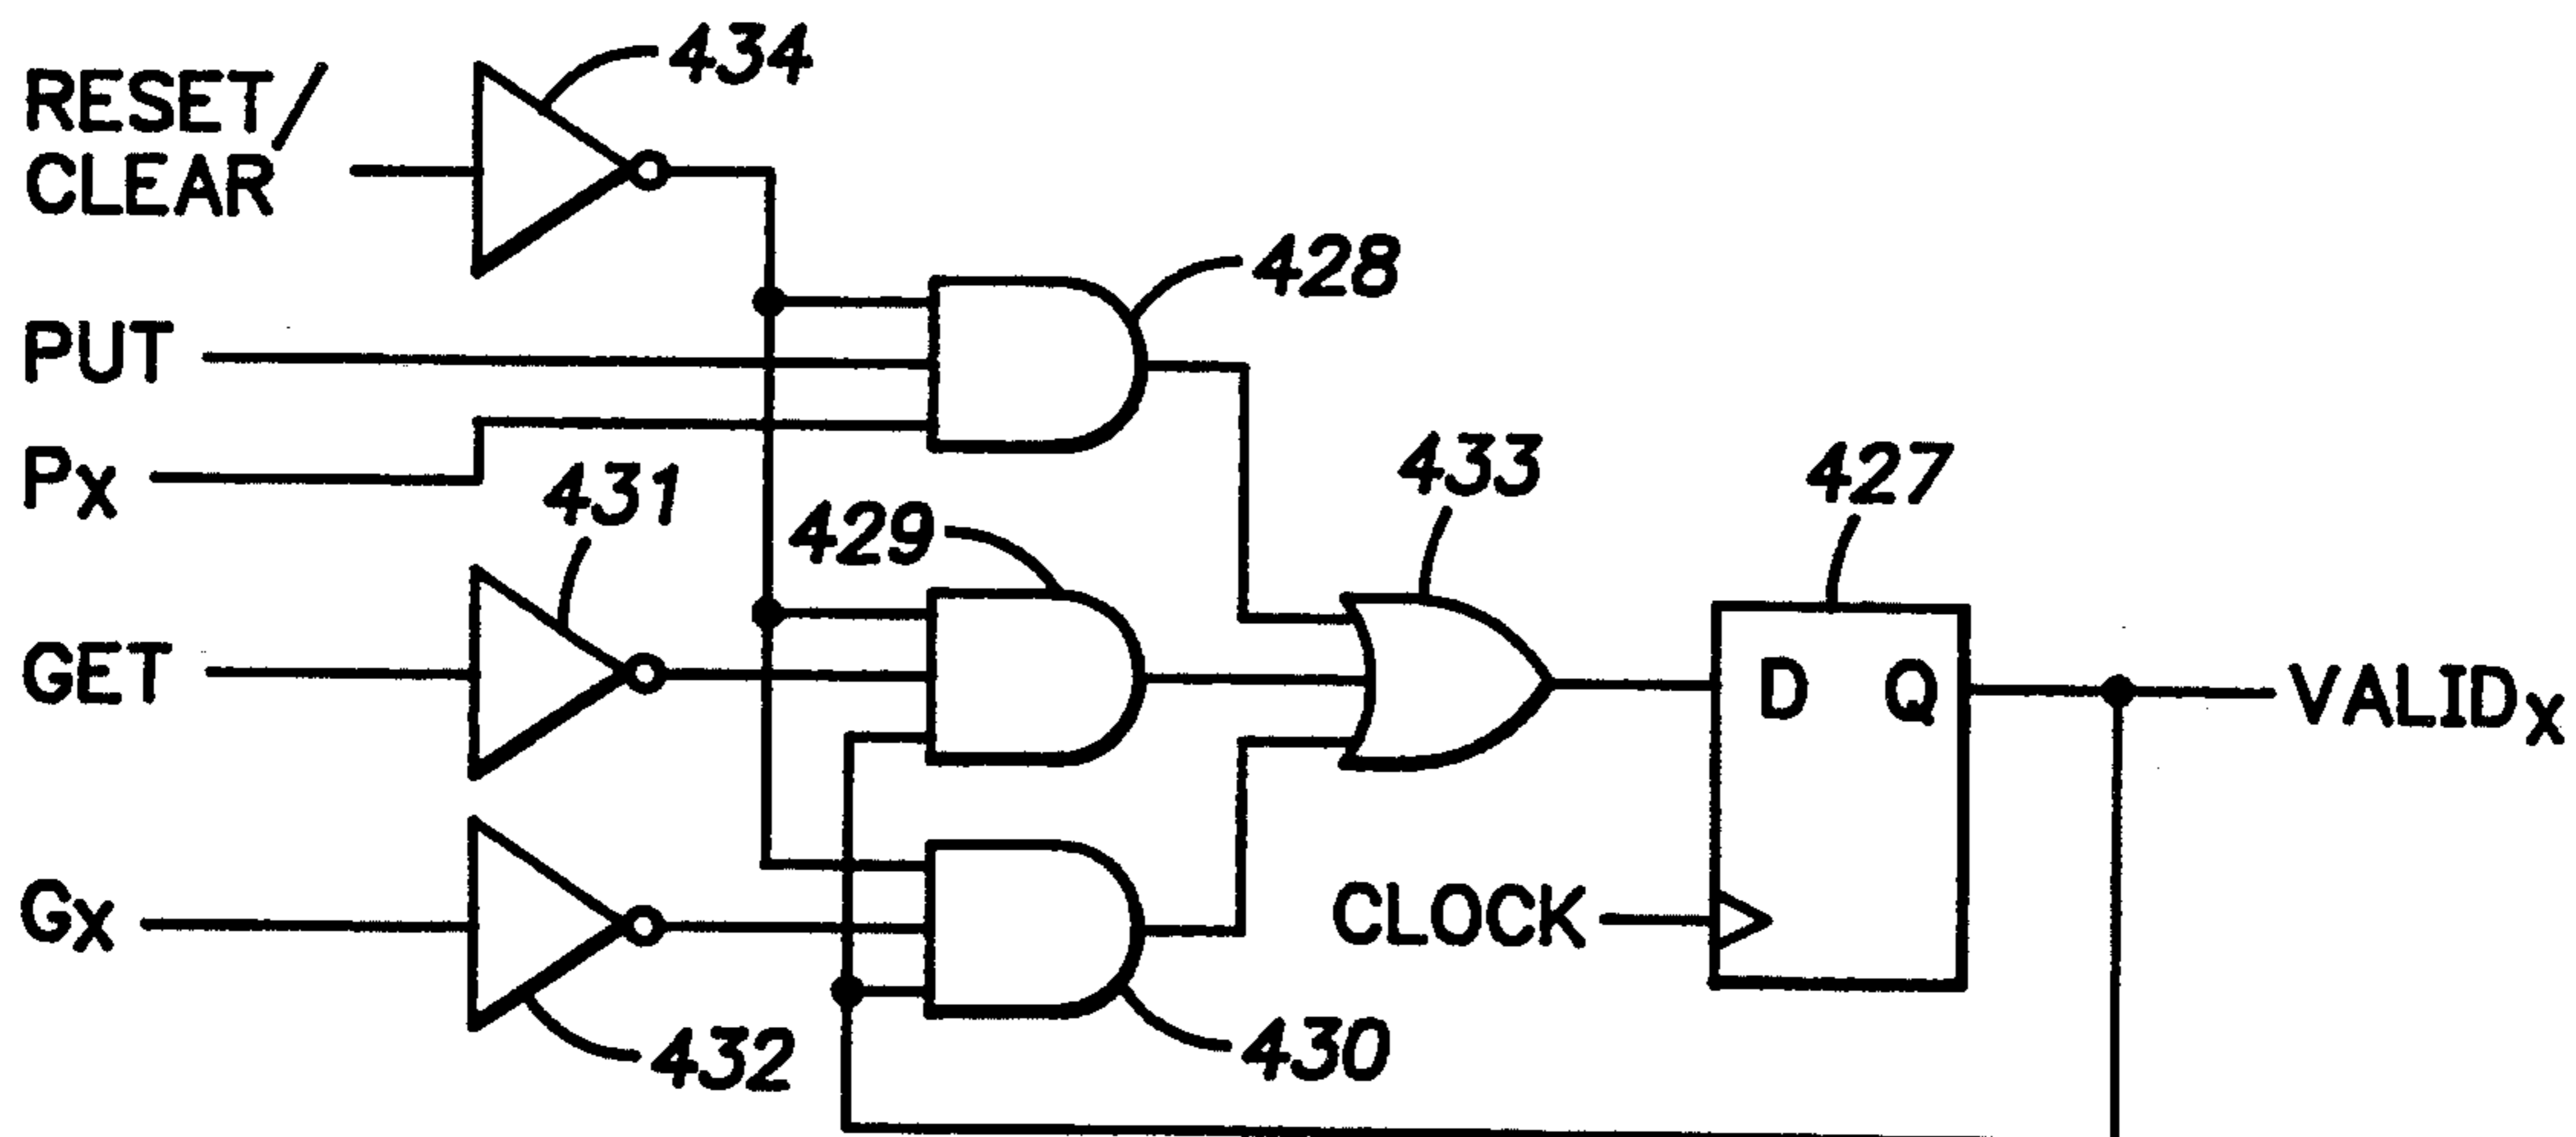 434
RESET/
CLEAR
428
PUT
PX
431
429
433
427
GET
D Q
VALIDX
GX
CLOCK
432
430